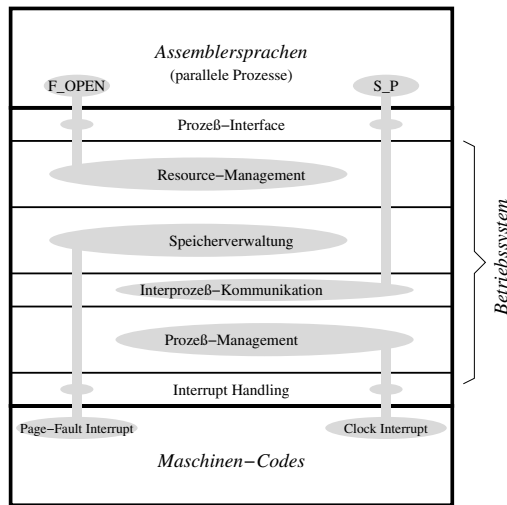 Assemblersprachen
(parallele Prozesse)
F_OPEN
S_P
Prozeß-Interface
Resource-Management
Speicherverwaltung
Interprozeß-Kommunikation
Prozeß-Management
Interrupt Handling
Page-Fault Interrupt
Clock Interrupt
Maschinen-Codes
Betriebssystem